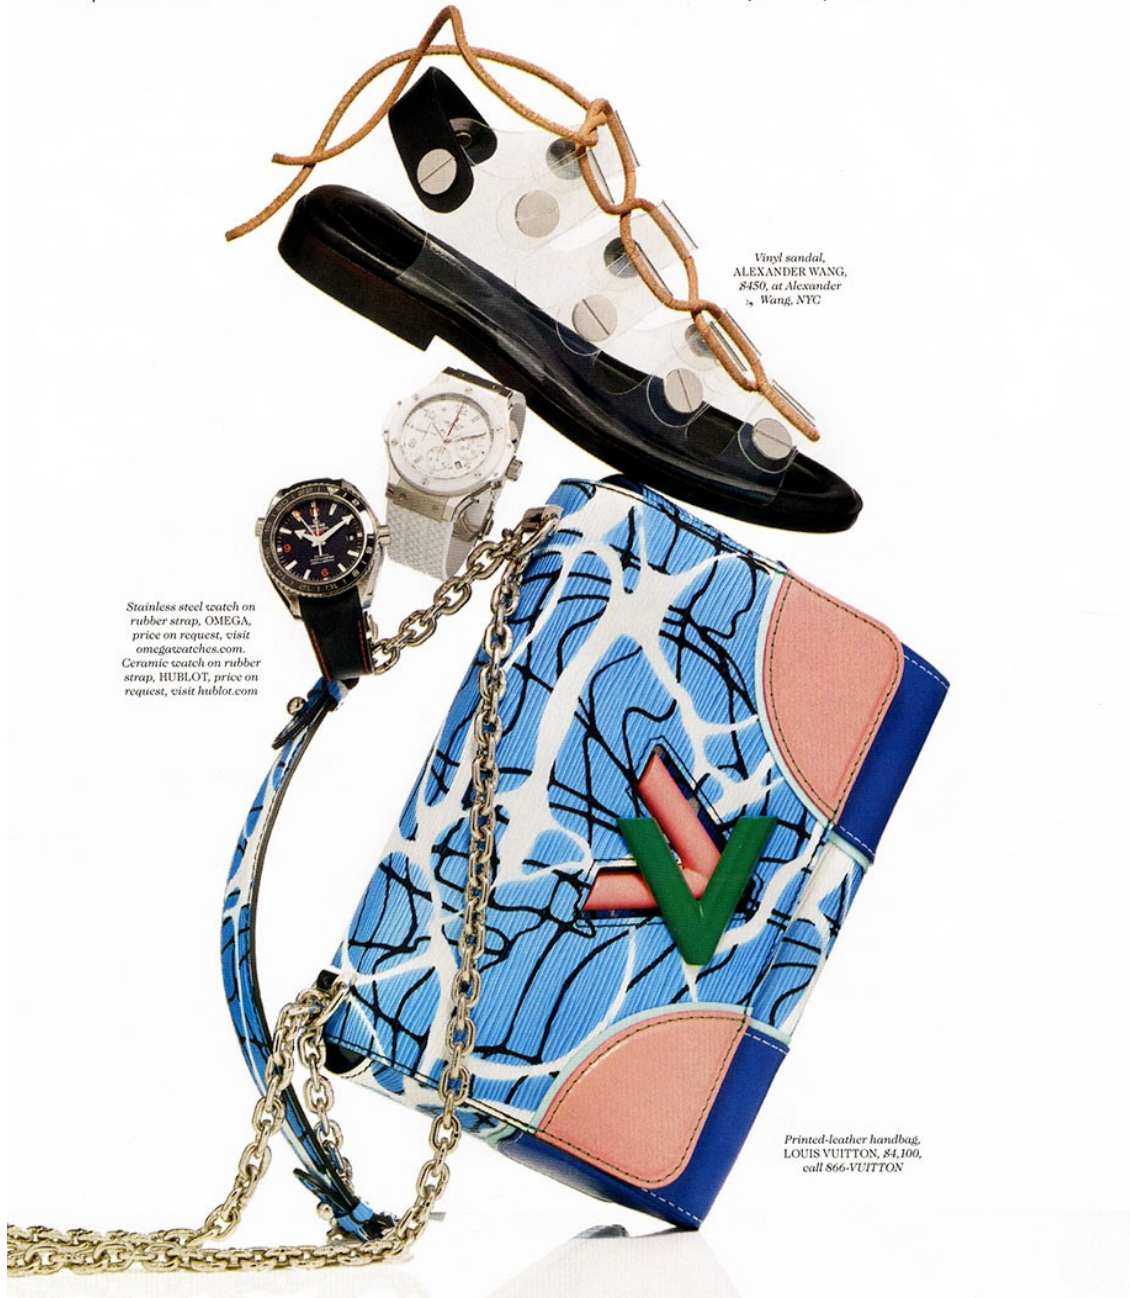 Vinyl sandal,
ALEXANDER WANG,
$450, at Alexander
Wang, NYC
Stainless steel watch on
rubber strap, OMEGA,
price on request, visit
omegawatches.com.
Ceramic watch on rubber
strap, HUBLOT, price on
request, visit hublot.com
Printed-leather handbag,
LOUIS VUITTON, $4,100,
call 866-VUITTON